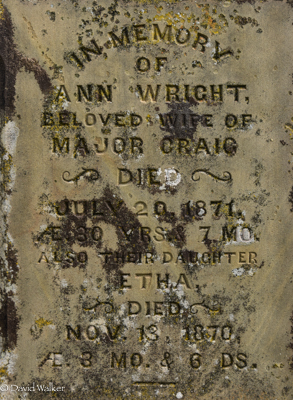 IN MEMORY
OF
ANN WRIGHT,
BELOVED WIFE OF
MAJOR CRAIG
DIED
JULY 20, 1871,
Æ. 30 YRS. 7 MO.
ALSO THEIR DAUGHTER,
ETHA,
DIED
NOV. 13, 1870,
Æ. 3 MO. & 6 DS.
© David Walker